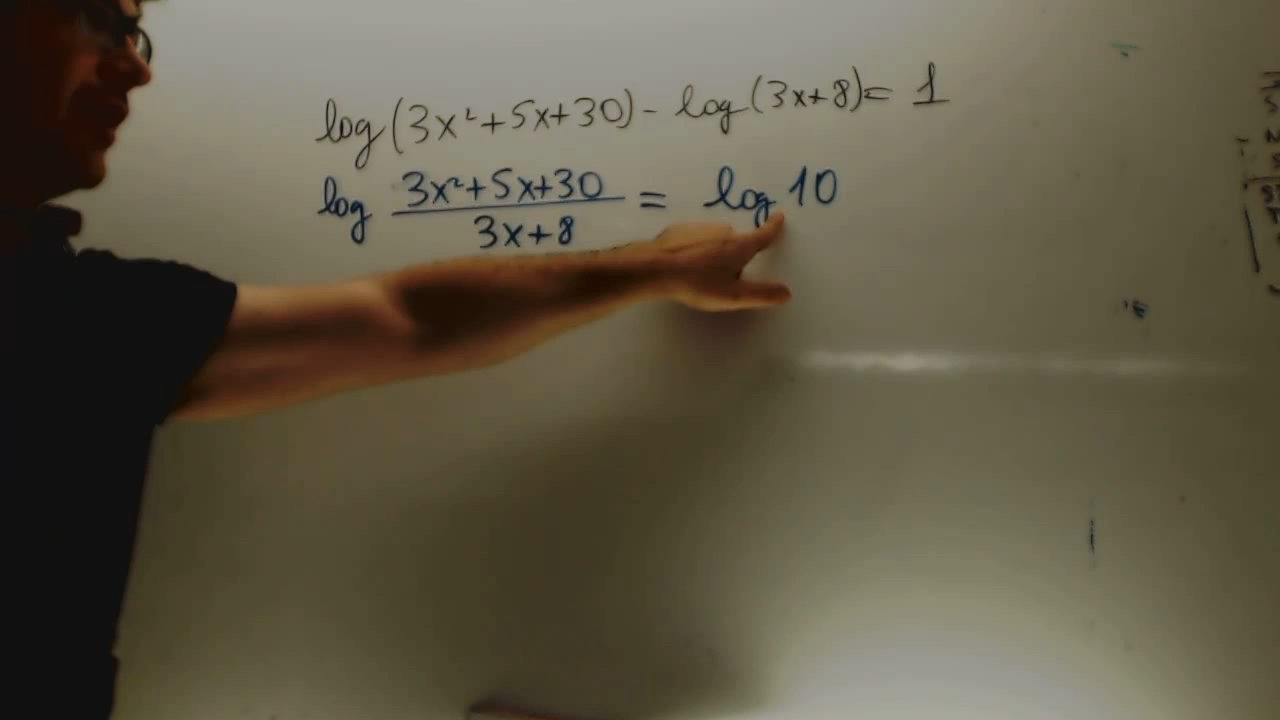 log(3x²+5x+30)-log(3x+8)=1
log 3x²+5x+30 / 3x+8 = log 10